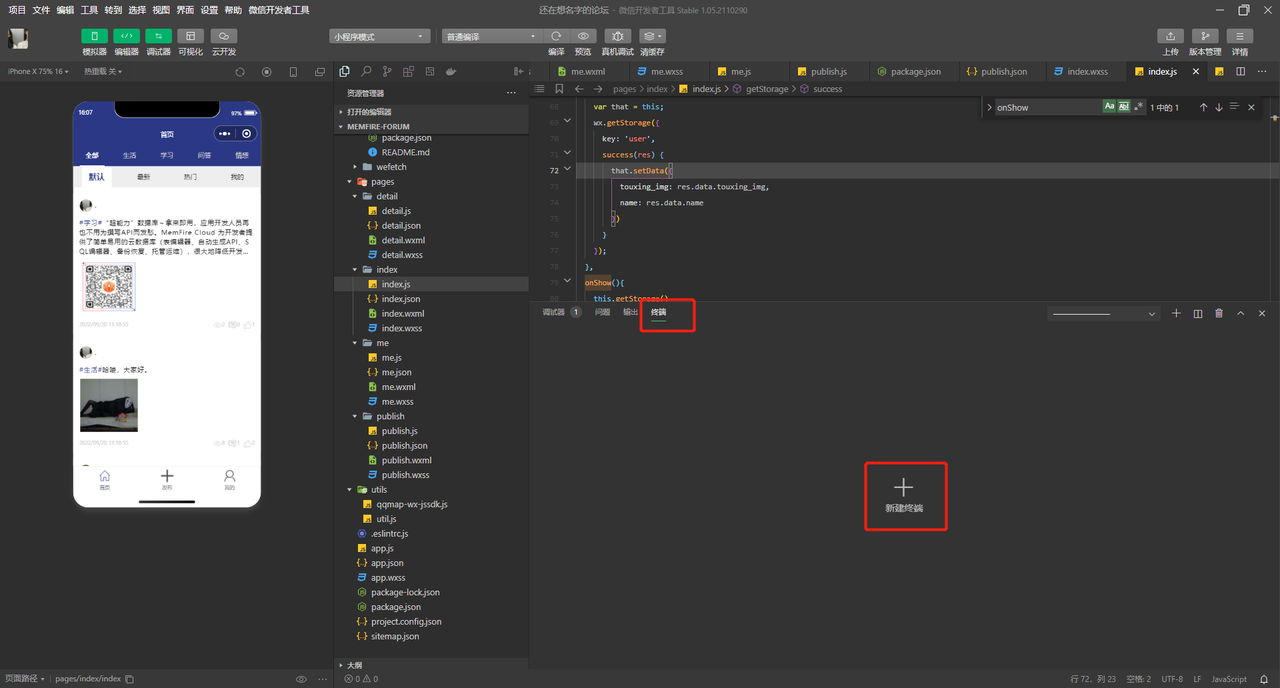 项目 文件 编辑 工具 转到 选择 视图 界面 设置 帮助 微信开发者工具
还在想名字的论坛 - 微信开发者工具 Stable 1.05.2110290
模拟器 编辑器 调试器 可视化 云开发
小程序模式 普通编译
编译 预览 真机调试 清缓存
上传 版本管理 详情
iPhone X 75% 16 热重载 关
16:07 97%
首页
全部 生活 学习 问答 情感
默认 最新 热门 我的
#学习# "超能力" 数据库~拿来即用，应用开发人员再
也不用为撰写API而发愁。MemFire Cloud 为开发者提
供了简单易用的云数据库（表编辑器、自动生成API、S
QL编辑器、备份恢复、托管运维），很大地降低开发...
#生活#哈喽，大家好。
首页 发布 我的
页面路径 pages/index/index
资源管理器
打开的编辑器
MEMFIRE-FORUM
package.json
README.md
wefetch
pages
detail
detail.js
detail.json
detail.wxml
detail.wxss
index
index.js
index.json
index.wxml
index.wxss
me
me.js
me.json
me.wxml
me.wxss
publish
publish.js
publish.json
publish.wxml
publish.wxss
utils
qqmap-wx-jssdk.js
util.js
.eslintrc.js
app.js
app.json
app.wxss
package-lock.json
package.json
project.config.json
sitemap.json
大纲
0 0
me.wxml me.wxss me.js publish.js package.json publish.json index.wxss index.js
pages > index > index.js > getStorage > success
onShow Aa Abl .* 1 中的 1
68 var that = this;
69 wx.getStorage({
70 key: 'user',
71 success(res) {
72 that.setData({
73 touxing_img: res.data.touxing_img,
74 name: res.data.name
75 })
76 }
77 });
78 },
79 onShow(){
80 this.getStorage()
调试器 1 问题 输出 终端
新建终端
行 72，列 23 空格: 2 UTF-8 LF JavaScript